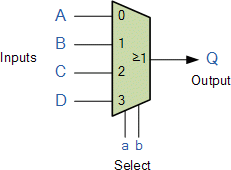 A 0
B 1
Inputs ≥1 Q
C 2 Output
D 3
a b
Select